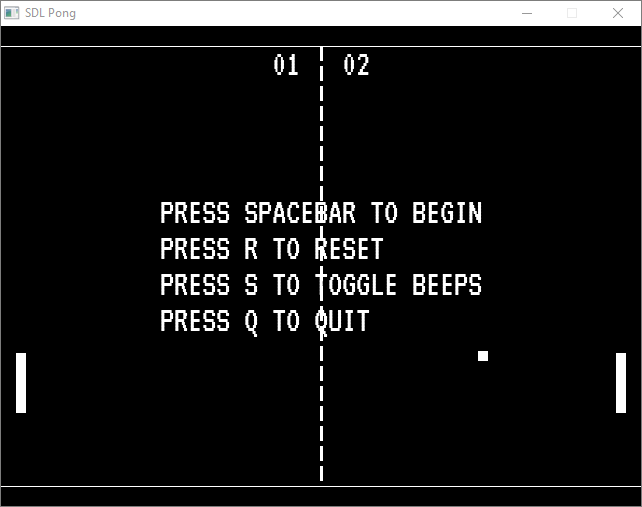 SDL Pong
01 02
PRESS SPACEBAR TO BEGIN
PRESS R TO RESET
PRESS S TO TOGGLE BEEPS
PRESS Q TO QUIT